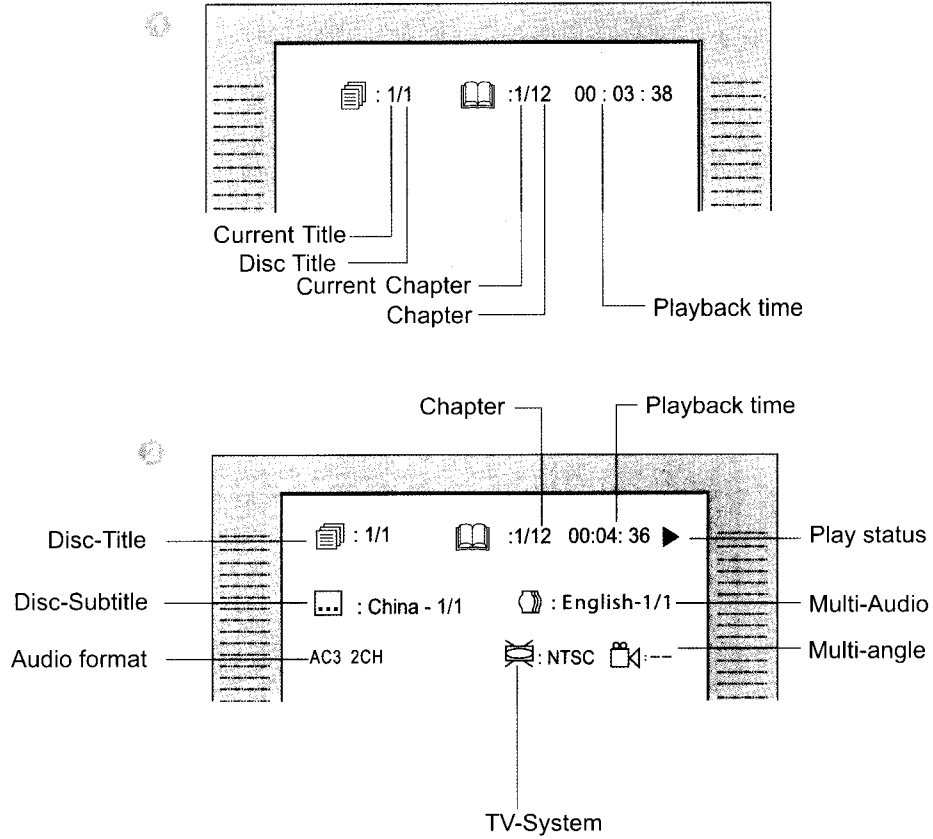 : 1/1 :1/12 00 : 03 : 38
Current Title
Disc Title
Current Chapter
Chapter
Playback time
Chapter
Playback time
Disc-Title
: 1/1 :1/12 00:04: 36
Play status
Disc-Subtitle
... : China - 1/1 : English-1/1
Multi-Audio
Audio format
AC3 2CH : NTSC :--
Multi-angle
TV-System